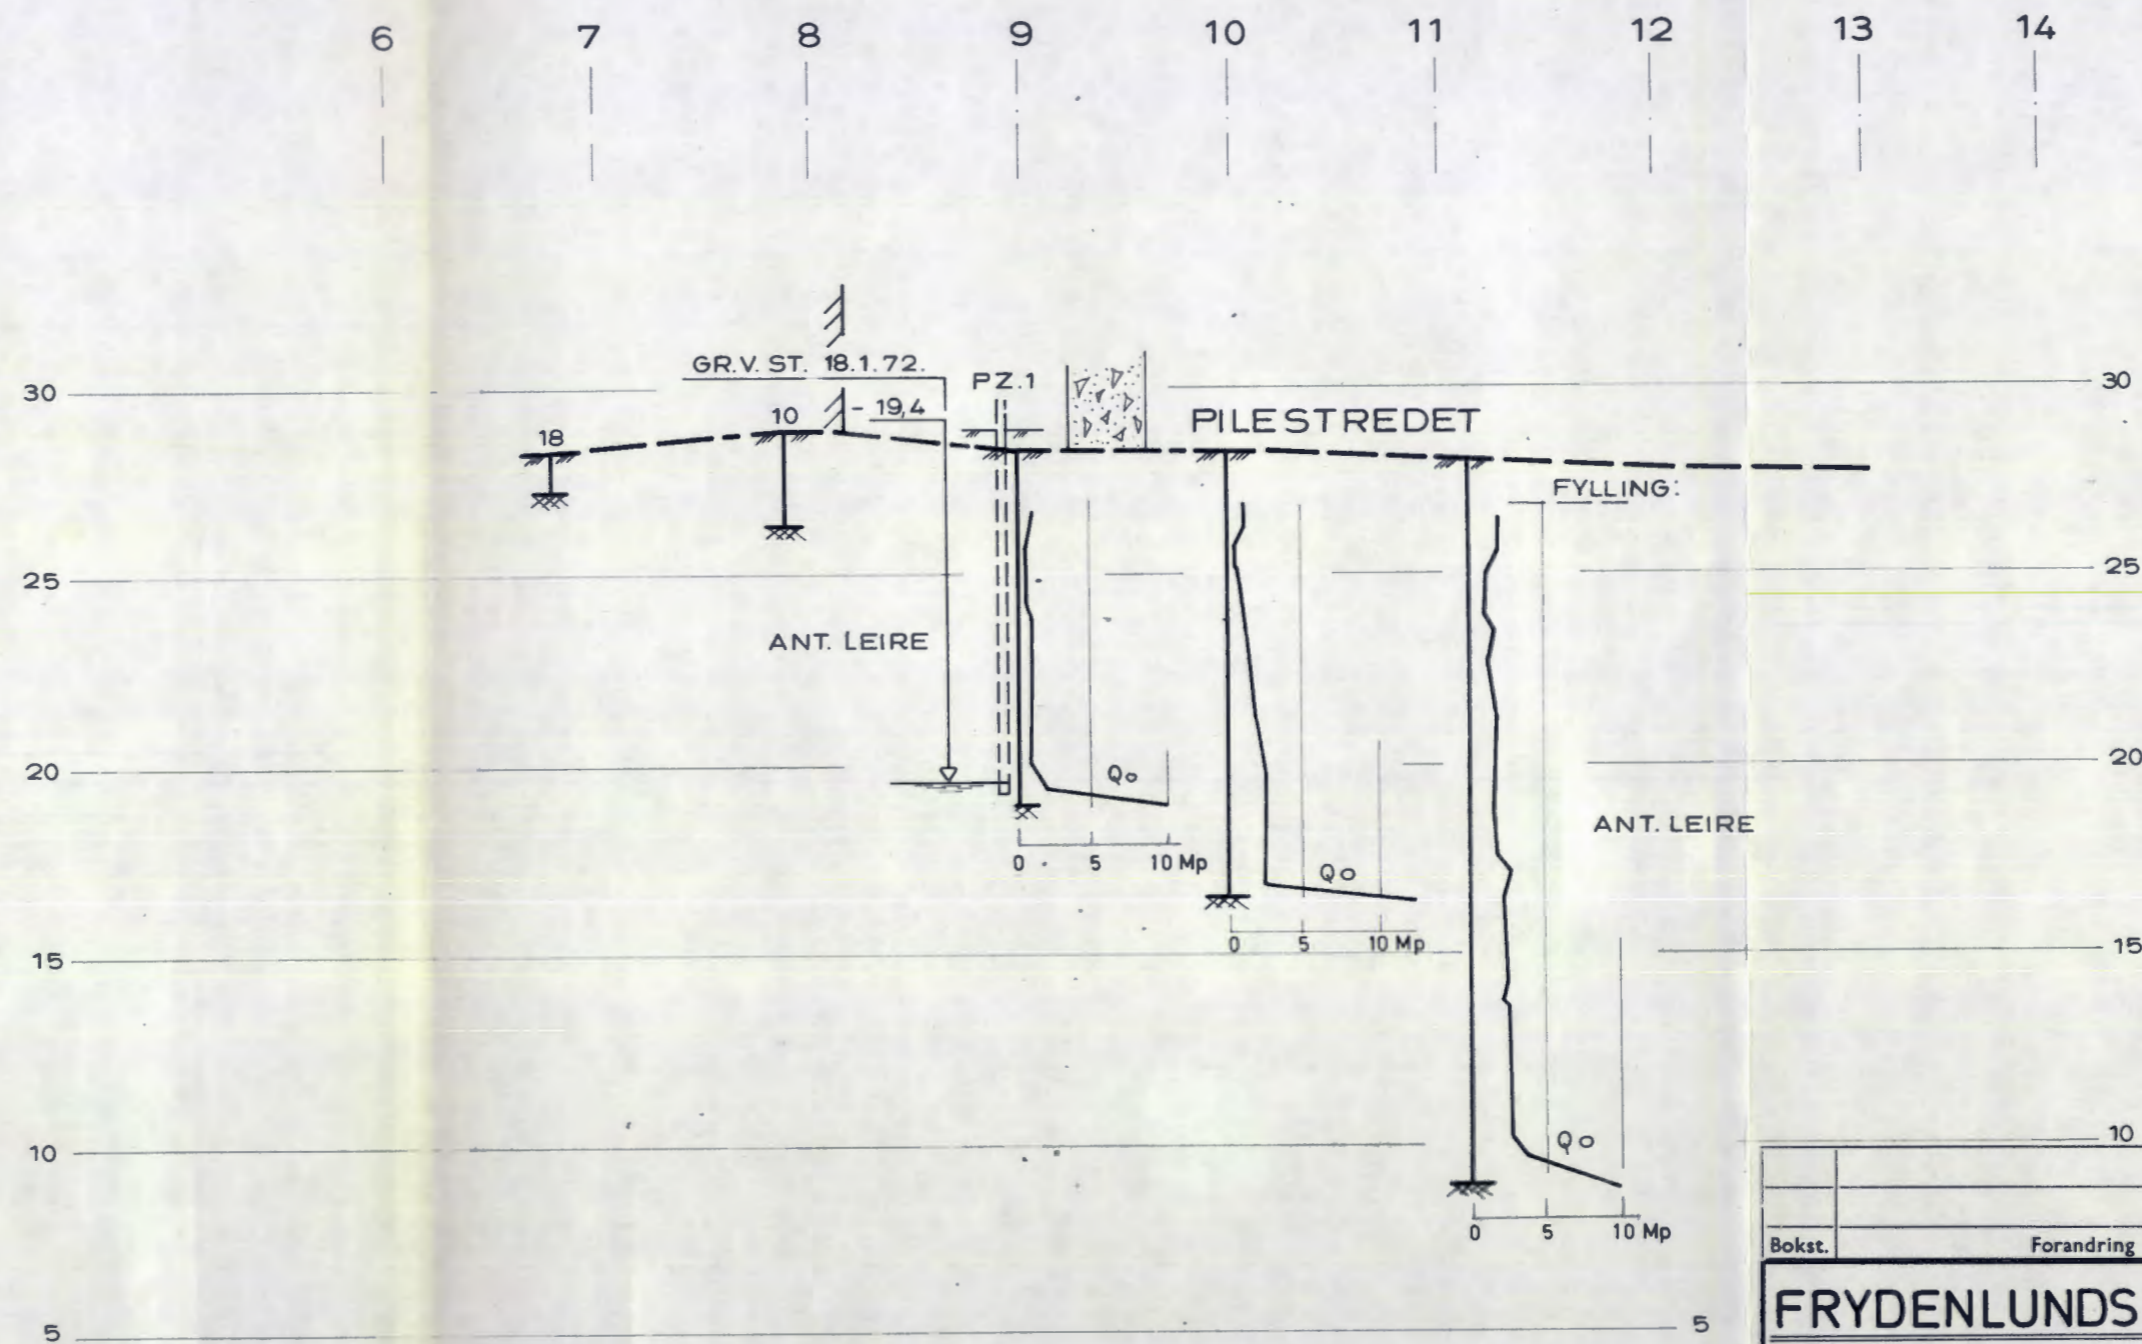 6 7 8 9 10 11 12 13 14
GR.V. ST. 18.1.72.
PZ.1
30 30
10 - 19,4
PILESTREDET
18
FYLLING:
25 25
ANT. LEIRE
20 20
Qo
ANT. LEIRE
0 5 10 Mp
Qo
0 5 10 Mp
15 15
10 10
Qo
0 5 10 Mp
Bokst. Forandring
FRYDENLUNDS
5 5